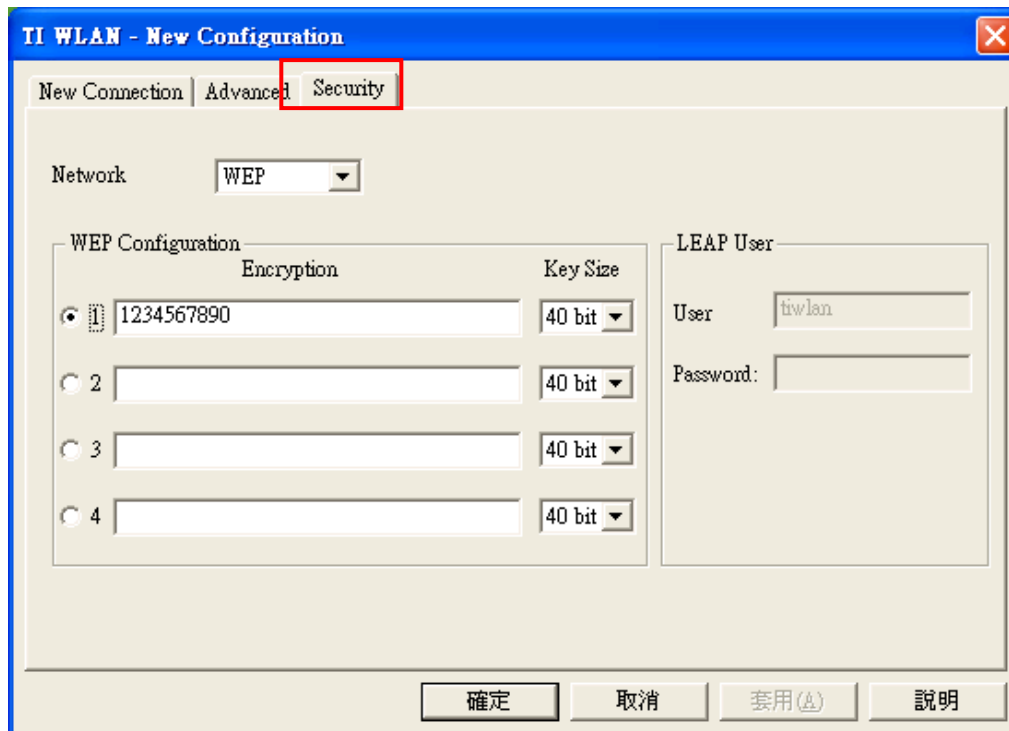 TI WLAN - New Configuration
New Connection Advanced Security
Network WEP
WEP Configuration LEAP User
Encryption Key Size
1 1234567890 40 bit User tiwlan
2 40 bit Password:
3 40 bit
4 40 bit
確定 取消 套用(A) 說明